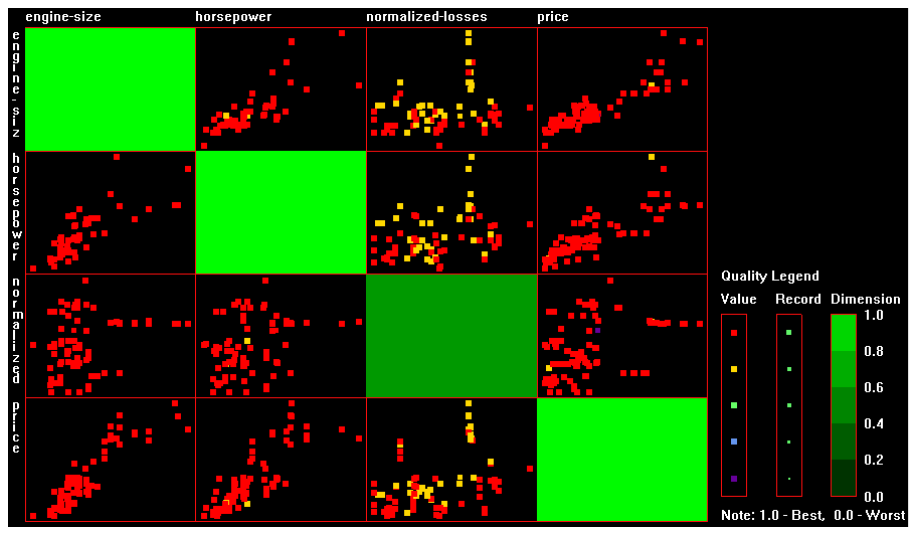 engine-size horsepower normalized-losses price
engine-siz
horsepower
normalized
price
Quality Legend
Value Record Dimension
1.0
0.8
0.6
0.4
0.2
0.0
Note: 1.0 - Best, 0.0 - Worst